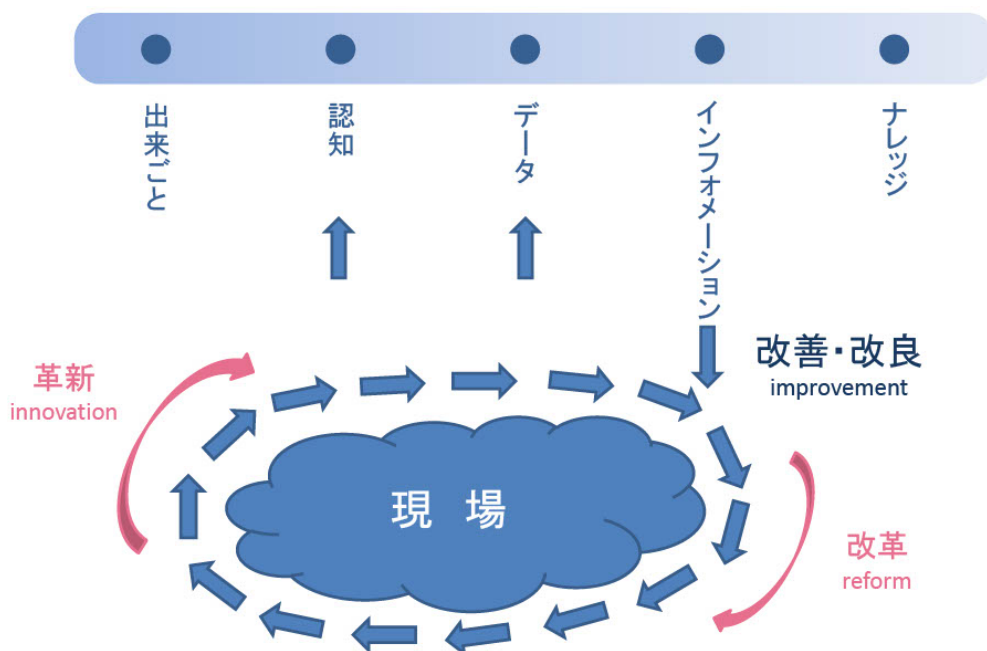 出来ごと
認知
データ
インフォメーション
ナレッジ
改善・改良
improvement
革新
innovation
現 場
改革
reform